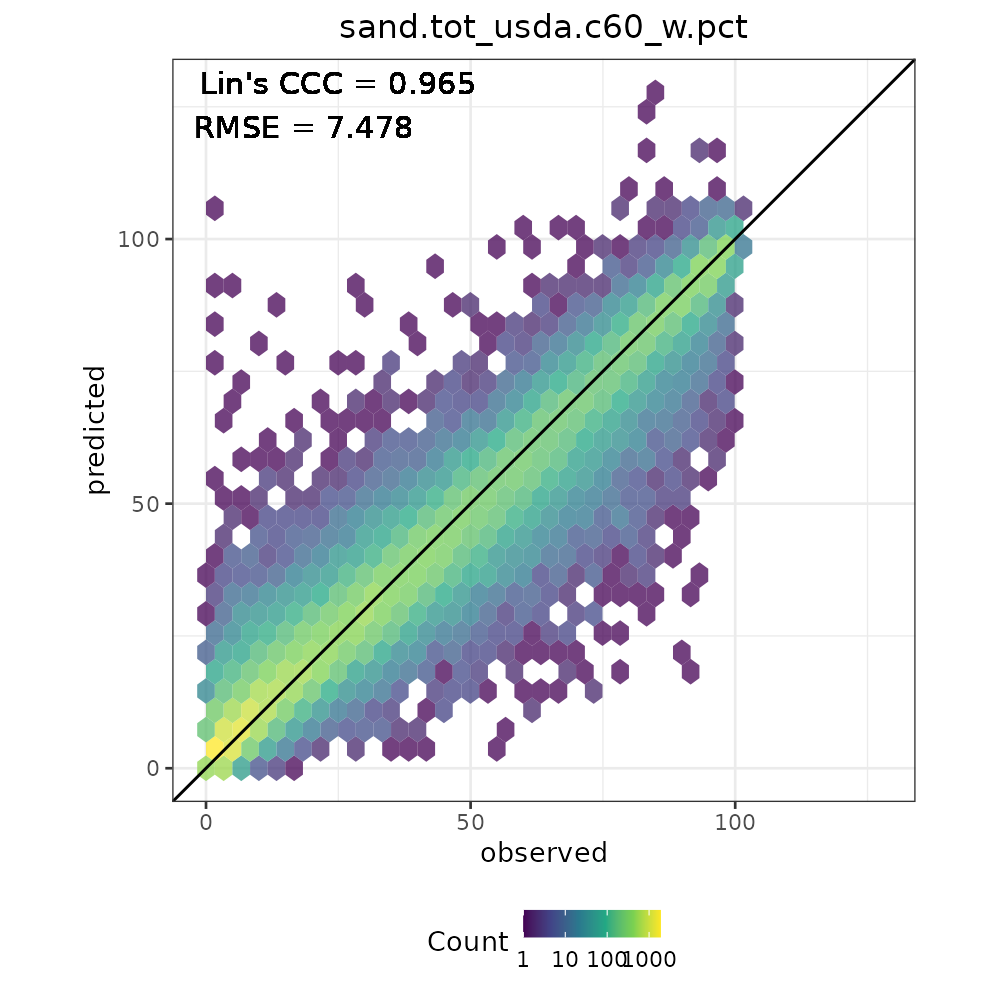 sand.tot_usda.c60_w.pct
Lin's CCC = 0.965
RMSE = 7.478
predicted
100
50
0
0 50 100
observed
Count
1 10 100 1000